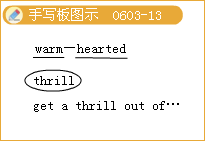 手写板图示 0603-13
warm—hearted
thrill
get a thrill out of…